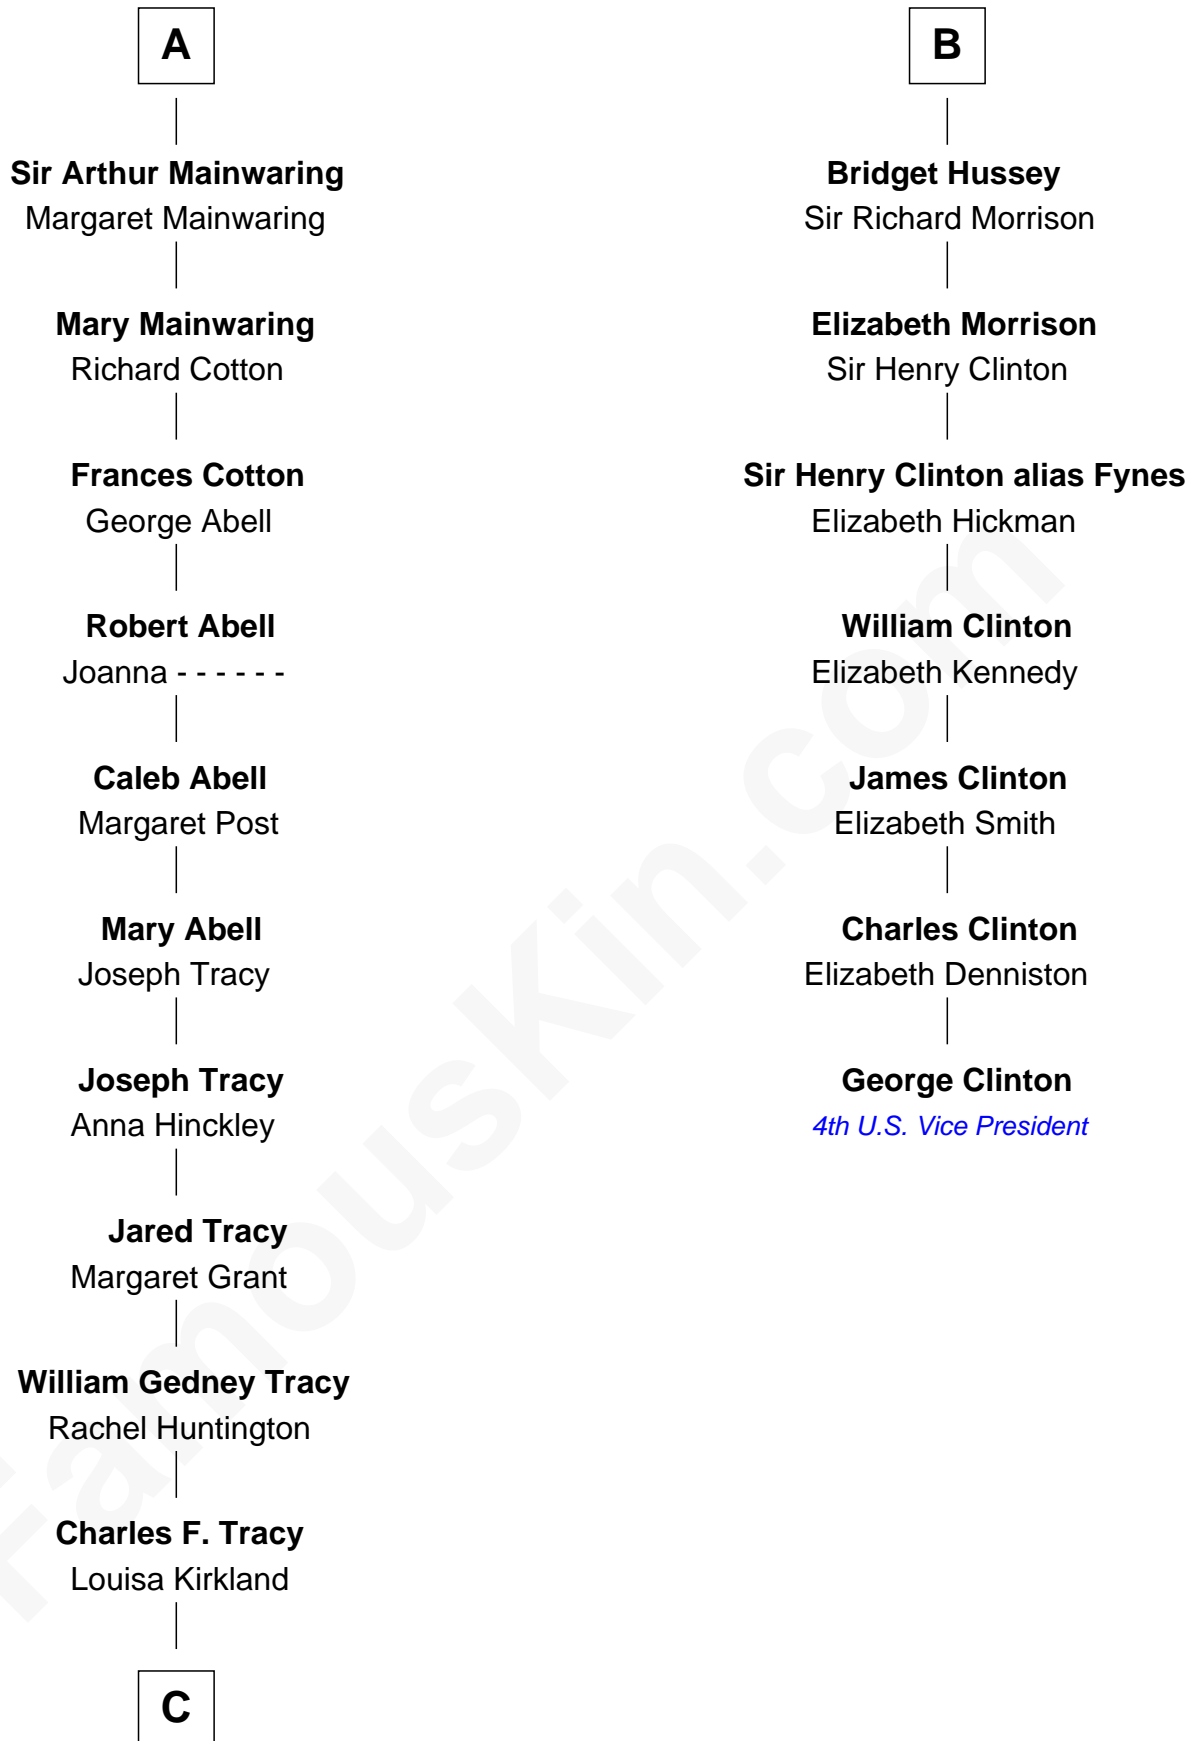 A
Sir Arthur Mainwaring
Margaret Mainwaring
Mary Mainwaring
Richard Cotton
Frances Cotton
George Abell
Robert Abell
Joanna - - - - - -
Caleb Abell
Margaret Post
Mary Abell
Joseph Tracy
Joseph Tracy
Anna Hinckley
Jared Tracy
Margaret Grant
William Gedney Tracy
Rachel Huntington
Charles F. Tracy
Louisa Kirkland
C
B
Bridget Hussey
Sir Richard Morrison
Elizabeth Morrison
Sir Henry Clinton
Sir Henry Clinton alias Fynes
Elizabeth Hickman
William Clinton
Elizabeth Kennedy
James Clinton
Elizabeth Smith
Charles Clinton
Elizabeth Denniston
George Clinton
4th U.S. Vice President
FamousKin.com